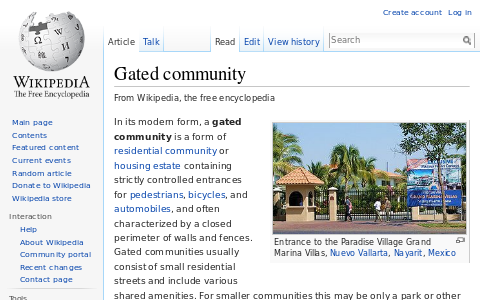 Create account Log in
WIKIPEDIA
The Free Encyclopedia
Main page
Contents
Featured content
Current events
Random article
Donate to Wikipedia
Wikipedia store
Interaction
Help
About Wikipedia
Community portal
Recent changes
Contact page
Tools
Article Talk Read Edit View history Search
Gated community
From Wikipedia, the free encyclopedia
In its modern form, a gated
community is a form of
residential community or
housing estate containing
strictly controlled entrances
for pedestrians, bicycles, and
automobiles, and often
characterized by a closed
perimeter of walls and fences.
Gated communities usually
consist of small residential
streets and include various
shared amenities. For smaller communities this may be only a park or other
Entrance to the Paradise Village Grand
Marina Villas, Nuevo Vallarta, Nayarit, Mexico